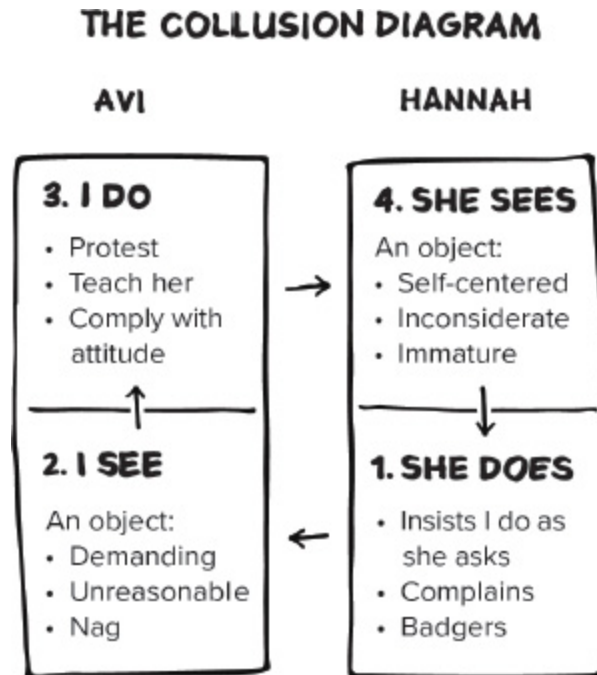 THE COLLUSION DIAGRAM
AVI
HANNAH
3. I DO
• Protest
• Teach her
• Comply with
attitude
4. SHE SEES
An object:
• Self-centered
• Inconsiderate
• Immature
2. I SEE
An object:
• Demanding
• Unreasonable
• Nag
1. SHE DOES
• Insists I do as
she asks
• Complains
• Badgers